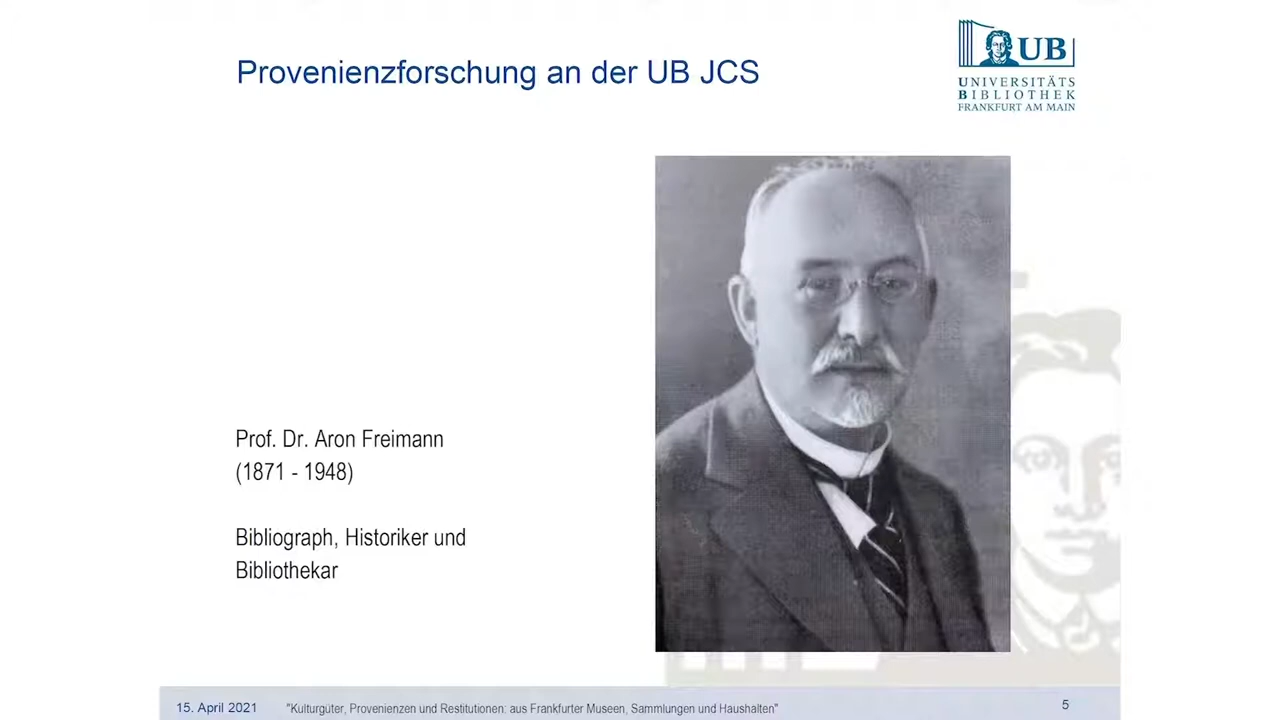 Provenienzforschung an der UB JCS
UB
UNIVERSITÄTS
BIBLIOTHEK
FRANKFURT AM MAIN
Prof. Dr. Aron Freimann
(1871 - 1948)
Bibliograph, Historiker und
Bibliothekar
15. April 2021
"Kulturgüter, Provenienzen und Restitutionen: aus Frankfurter Museen, Sammlungen und Haushalten"
5